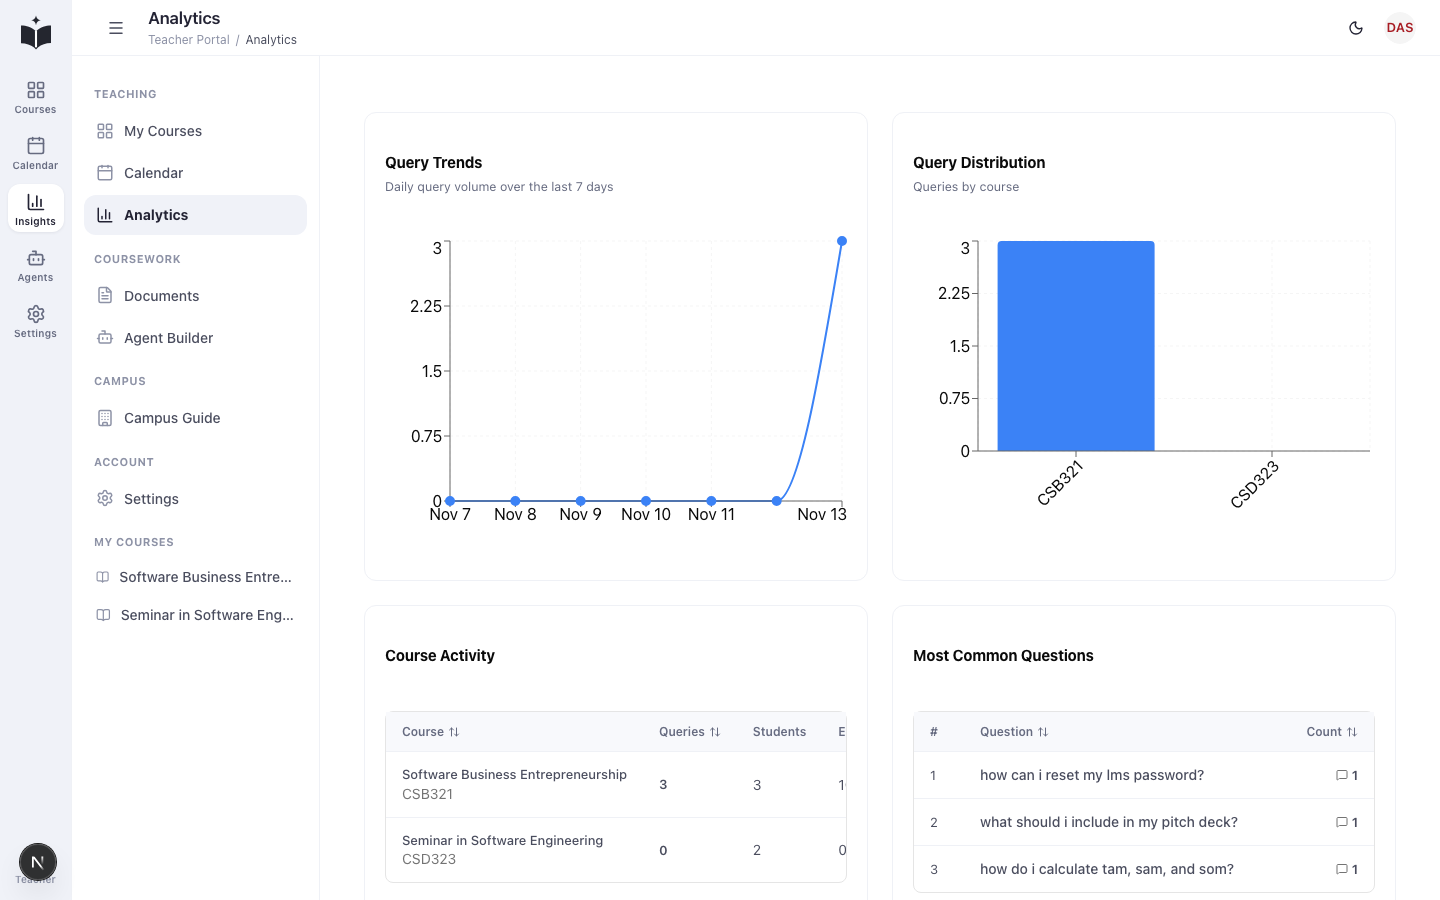 Analytics
Teacher Portal / Analytics
DAS
Courses
Calendar
Insights
Agents
Settings
TEACHING
My Courses
Calendar
Analytics
COURSEWORK
Documents
Agent Builder
CAMPUS
Campus Guide
ACCOUNT
Settings
MY COURSES
Software Business Entre...
Seminar in Software Eng...
N
Teacher
Query Trends
Daily query volume over the last 7 days
3
2.25
1.5
0.75
0
Nov 7 Nov 8 Nov 9 Nov 10 Nov 11 Nov 13
Query Distribution
Queries by course
3
2.25
1.5
0.75
0
CSB321 CSD323
Course Activity
Course Queries Students E
Software Business Entrepreneurship 3 3
CSB321
Seminar in Software Engineering 0 2 0
CSD323
Most Common Questions
# Question Count
1 how can i reset my lms password? 1
2 what should i include in my pitch deck? 1
3 how do i calculate tam, sam, and som? 1